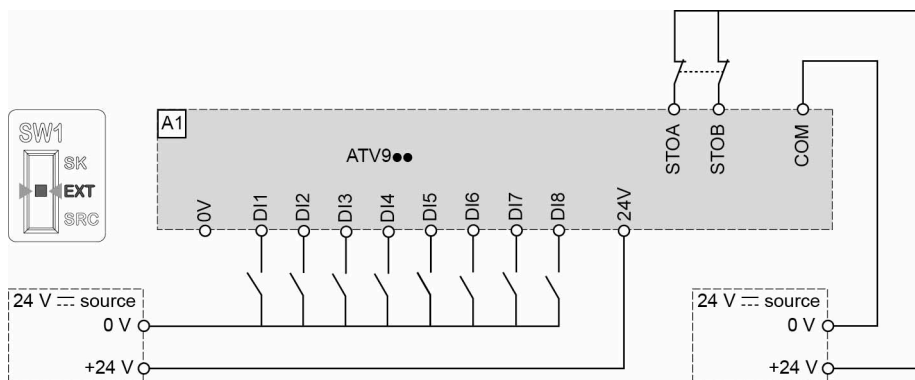 SW1
SK
EXT
SRC
A1
ATV9●●
STOA
STOB
COM
0V
DI1
DI2
DI3
DI4
DI5
DI6
DI7
DI8
24V
24 V ⎓ source
0 V
+24 V
24 V ⎓ source
0 V
+24 V